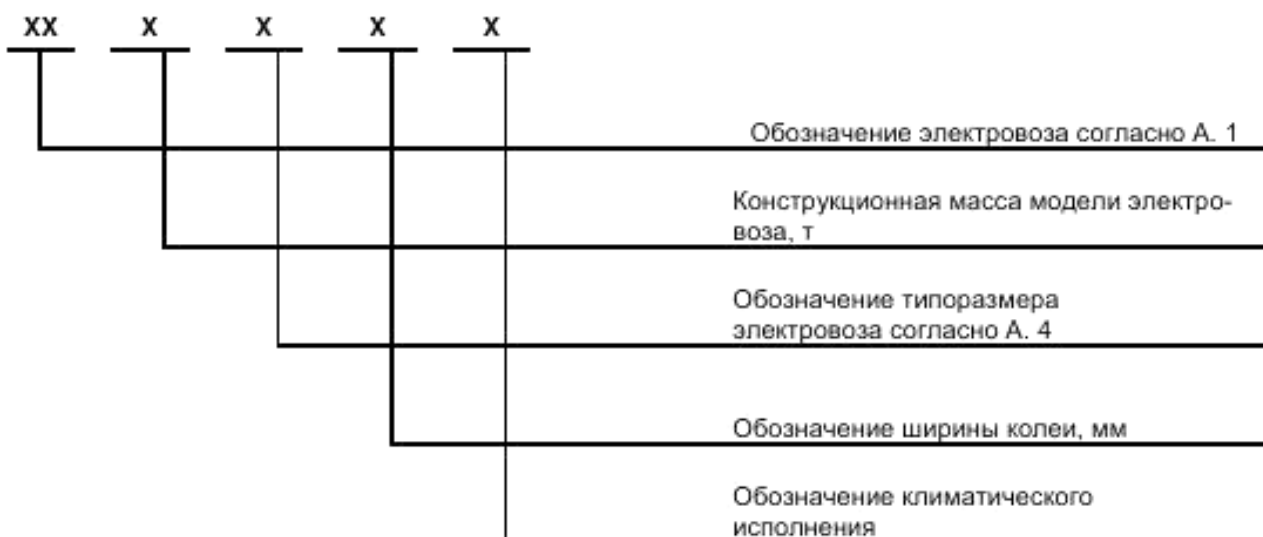 XX X X X X
Обозначение электровоза согласно А. 1
Конструкционная масса модели электро-
воза, т
Обозначение типоразмера
электровоза согласно А. 4
Обозначение ширины колеи, мм
Обозначение климатического
исполнения